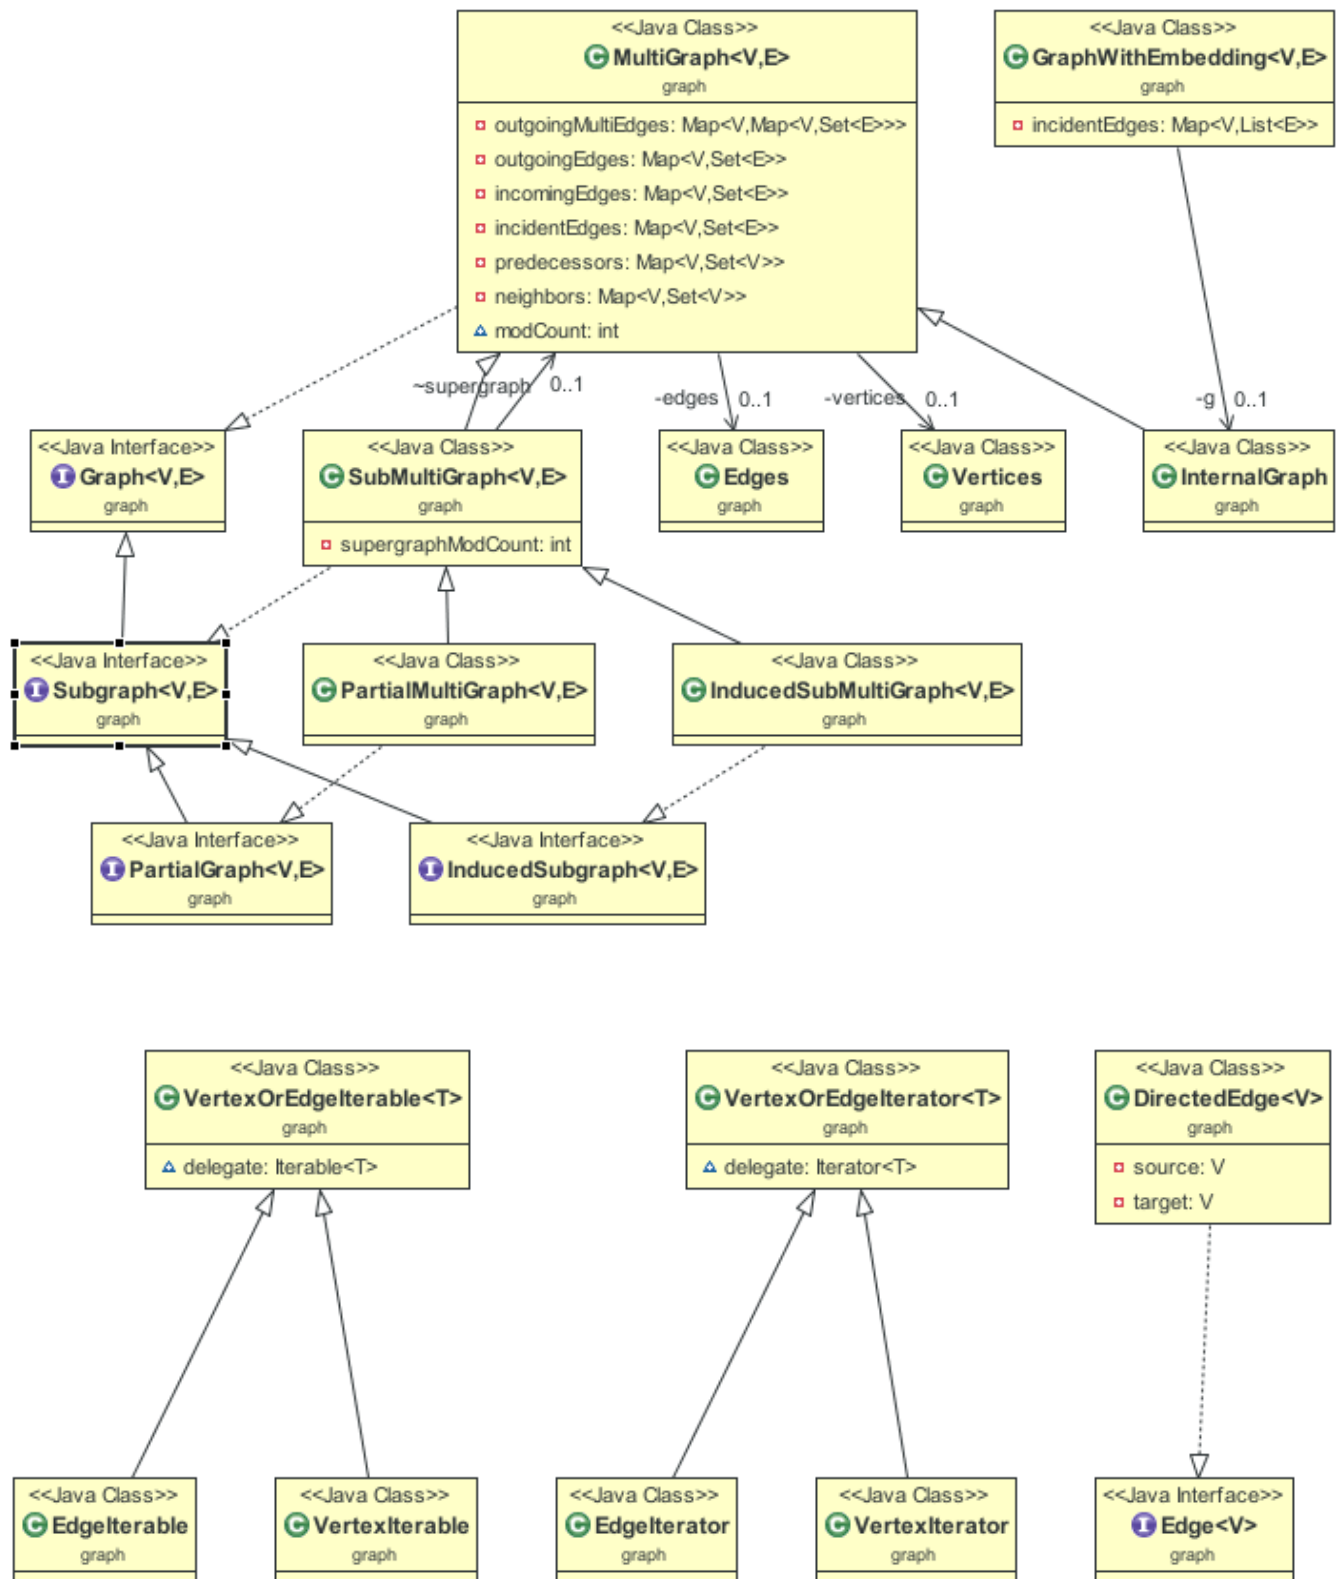 <<Java Class>>
MultiGraph<V,E>
graph
outgoingMultiEdges: Map<V,Map<V,Set<E>>>
outgoingEdges: Map<V,Set<E>>
incomingEdges: Map<V,Set<E>>
incidentEdges: Map<V,Set<E>>
predecessors: Map<V,Set<V>>
neighbors: Map<V,Set<V>>
modCount: int
<<Java Class>>
GraphWithEmbedding<V,E>
graph
incidentEdges: Map<V,List<E>>
~supergraph 0..1
-edges 0..1
-vertices 0..1
-g 0..1
<<Java Interface>>
Graph<V,E>
graph
<<Java Class>>
SubMultiGraph<V,E>
graph
supergraphModCount: int
<<Java Class>>
Edges
graph
<<Java Class>>
Vertices
graph
<<Java Class>>
InternalGraph
graph
<<Java Interface>>
Subgraph<V,E>
graph
<<Java Class>>
PartialMultiGraph<V,E>
graph
<<Java Class>>
InducedSubMultiGraph<V,E>
graph
<<Java Interface>>
PartialGraph<V,E>
graph
<<Java Interface>>
InducedSubgraph<V,E>
graph
<<Java Class>>
VertexOrEdgeIterable<T>
graph
delegate: Iterable<T>
<<Java Class>>
VertexOrEdgeIterator<T>
graph
delegate: Iterator<T>
<<Java Class>>
DirectedEdge<V>
graph
source: V
target: V
<<Java Class>>
EdgeIterable
graph
<<Java Class>>
VertexIterable
graph
<<Java Class>>
EdgeIterator
graph
<<Java Class>>
VertexIterator
graph
<<Java Interface>>
Edge<V>
graph